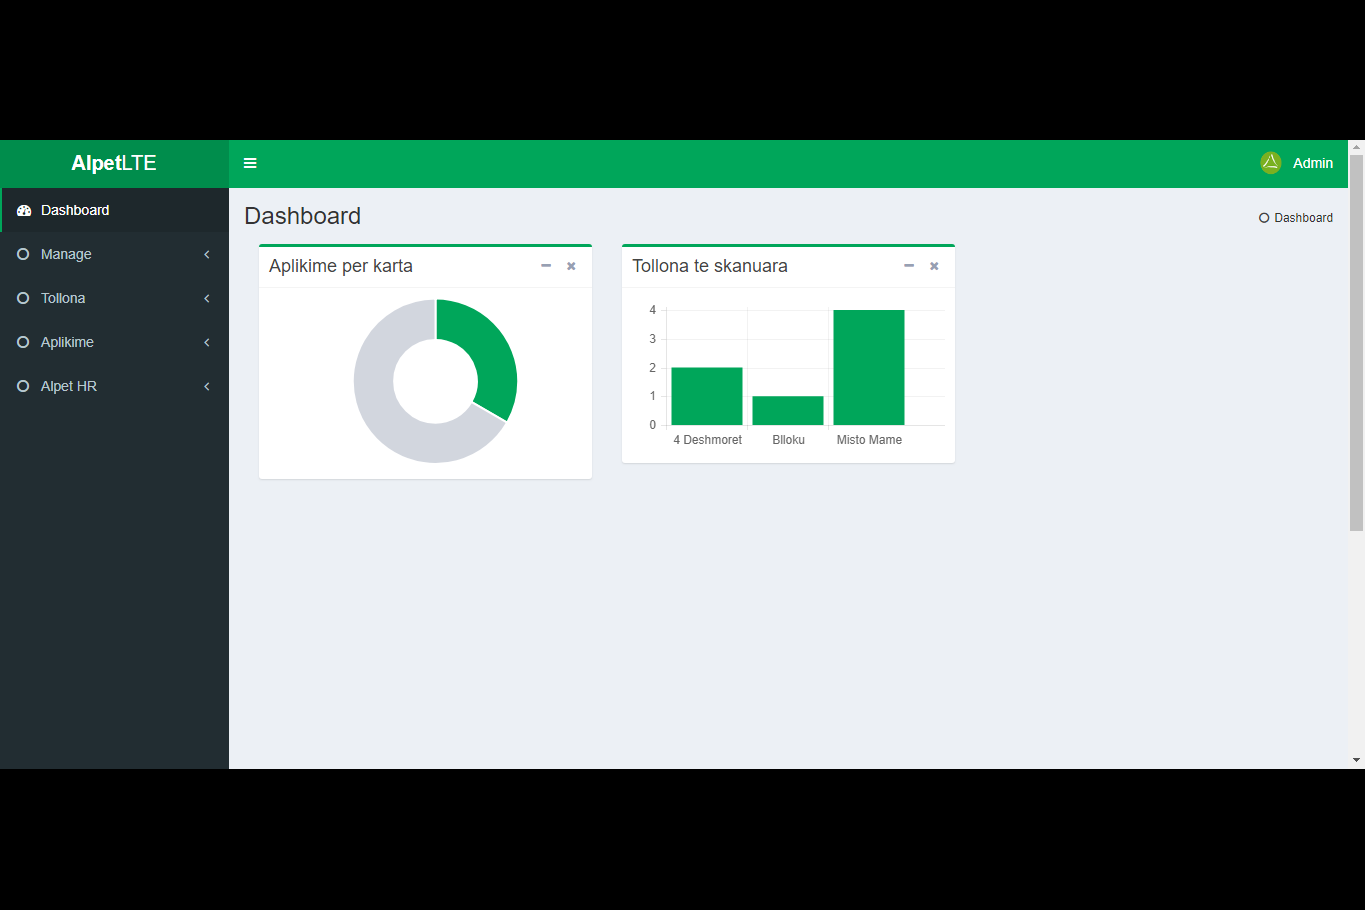 AlpetLTE
Admin
Dashboard
Manage
Tollona
Aplikime
Alpet HR
Dashboard
Dashboard
Aplikime per karta
Tollona te skanuara
4
3
2
1
0
4 Deshmoret
Blloku
Misto Mame